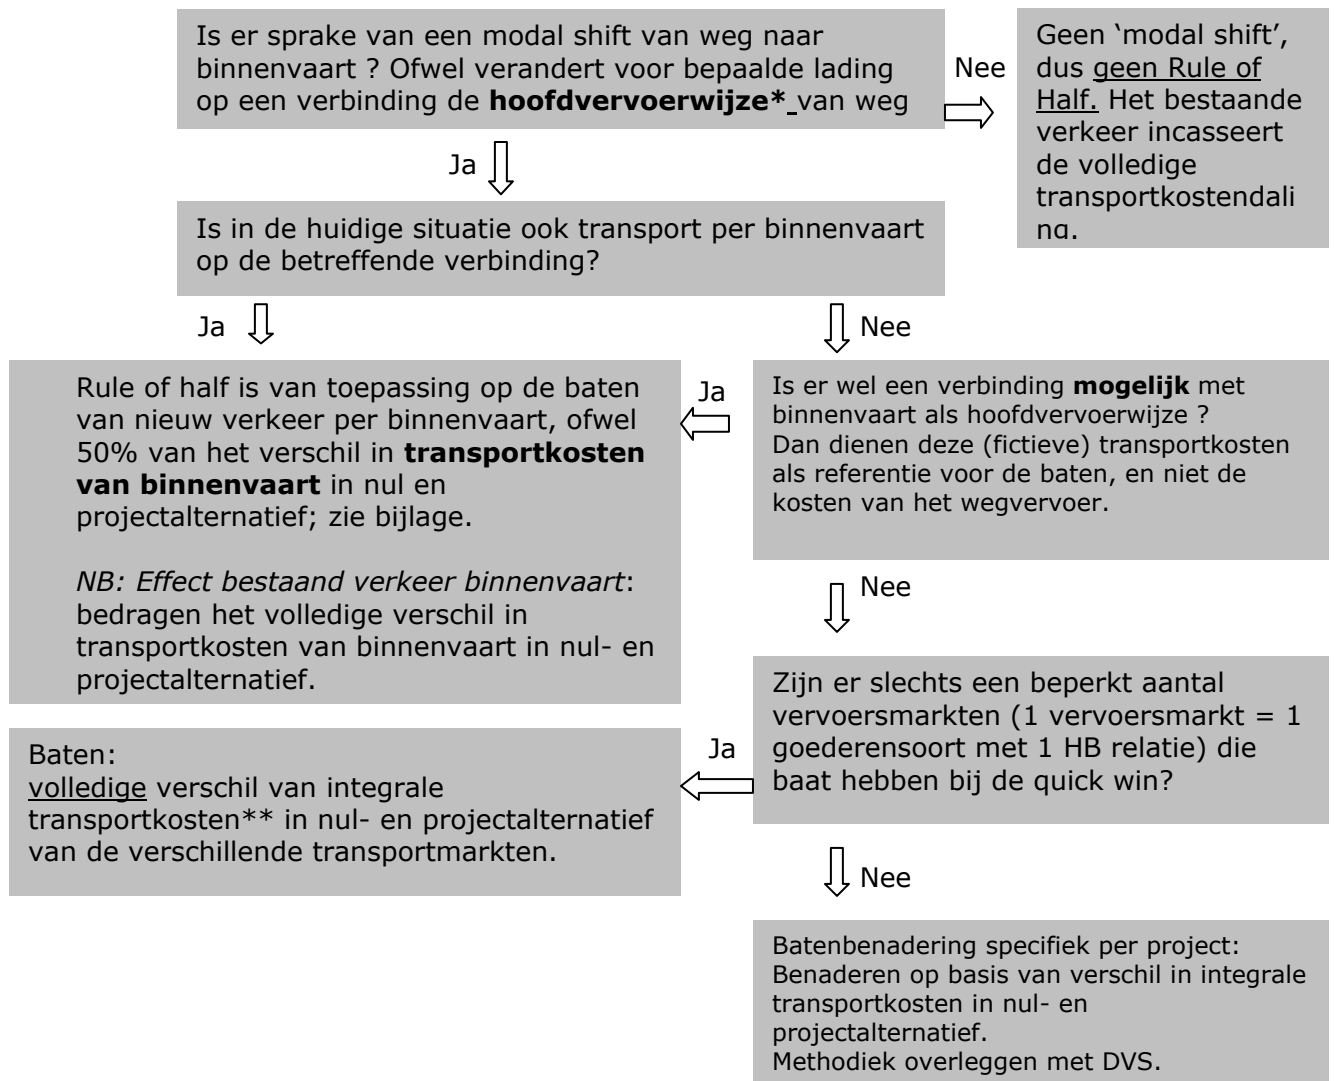 Is er sprake van een modal shift van weg naar
binnenvaart ? Ofwel verandert voor bepaalde lading
op een verbinding de hoofdvervoerwijze* van weg
Nee
Geen ‘modal shift’,
dus geen Rule of
Half. Het bestaande
verkeer incasseert
de volledige
transportkostendali
ng.
Ja
Is in de huidige situatie ook transport per binnenvaart
op de betreffende verbinding?
Ja
Nee
Rule of half is van toepassing op de baten
van nieuw verkeer per binnenvaart, ofwel
50% van het verschil in transportkosten
van binnenvaart in nul en
projectalternatief; zie bijlage.
NB: Effect bestaand verkeer binnenvaart:
bedragen het volledige verschil in
transportkosten van binnenvaart in nul- en
projectalternatief.
Ja
Is er wel een verbinding mogelijk met
binnenvaart als hoofdvervoerwijze ?
Dan dienen deze (fictieve) transportkosten
als referentie voor de baten, en niet de
kosten van het wegvervoer.
Nee
Zijn er slechts een beperkt aantal
vervoersmarkten (1 vervoersmarkt = 1
goederensoort met 1 HB relatie) die
baat hebben bij de quick win?
Ja
Baten:
volledige verschil van integrale
transportkosten** in nul- en projectalternatief
van de verschillende transportmarkten.
Nee
Batenbenadering specifiek per project:
Benaderen op basis van verschil in integrale
transportkosten in nul- en
projectalternatief.
Methodiek overleggen met DVS.